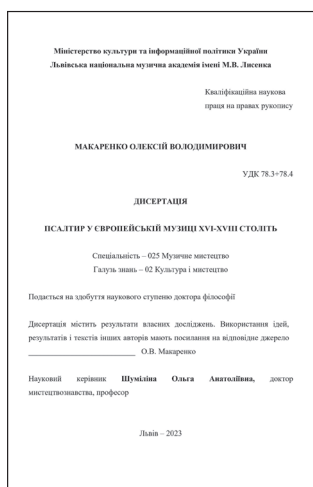 Міністерство культури та інформаційної політики України
Львівська національна музична академія імені М.В. Лисенка
Кваліфікаційна наукова
праця на правах рукопису
МАКАРЕНКО ОЛЕКСІЙ ВОЛОДИМИРОВИЧ
УДК 78.3+78.4
ДИСЕРТАЦІЯ
ПСАЛТИР У ЄВРОПЕЙСЬКІЙ МУЗИЦІ XVI-XVIII СТОЛІТЬ
Спеціальність – 025 Музичне мистецтво
Галузь знань – 02 Культура і мистецтво
Подається на здобуття наукового ступеню доктора філософії
Дисертація містить результати власних досліджень. Використання ідей,
результатів і текстів інших авторів мають посилання на відповідне джерело
____________________________ О.В. Макаренко
Науковий керівник Шуміліна Ольга Анатоліївна, доктор
мистецтвознавства, професор
Львів – 2023